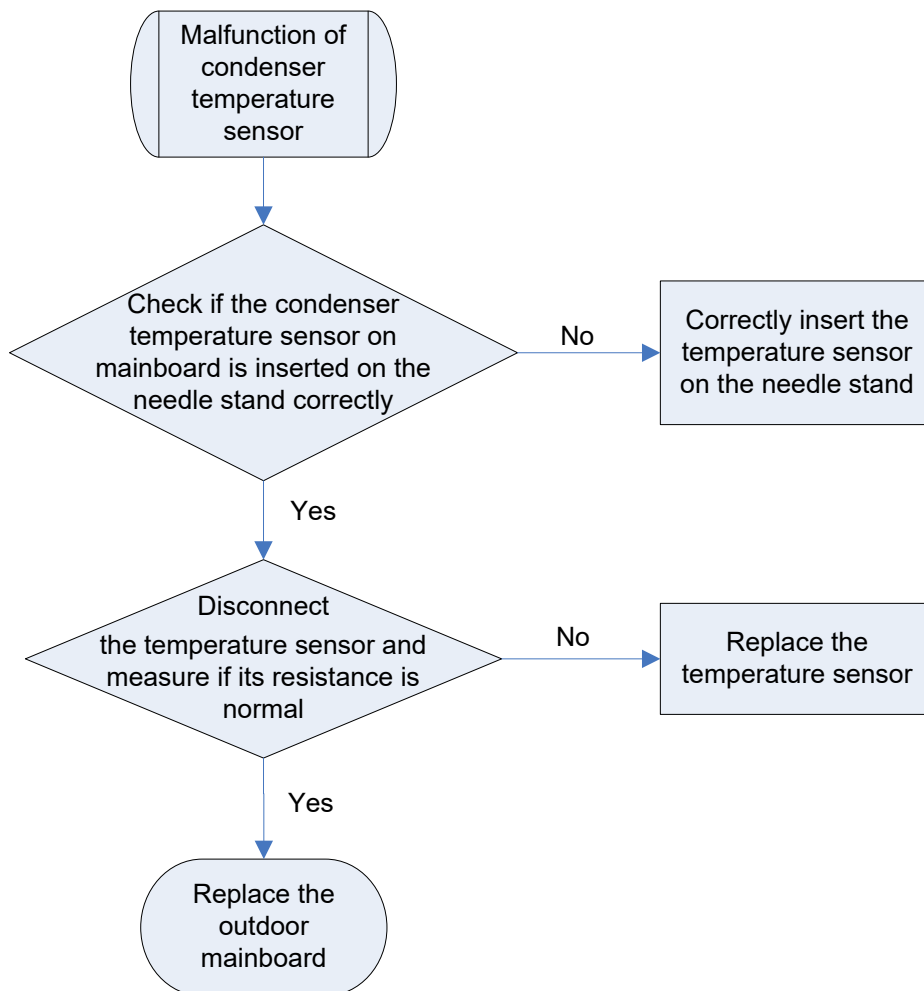 Malfunction of
condenser
temperature
sensor
Check if the condenser
temperature sensor on
mainboard is inserted on the
needle stand correctly
No
Correctly insert the
temperature sensor
on the needle stand
Yes
Disconnect
the temperature sensor and
measure if its resistance is
normal
No
Replace the
temperature sensor
Yes
Replace the
outdoor
mainboard